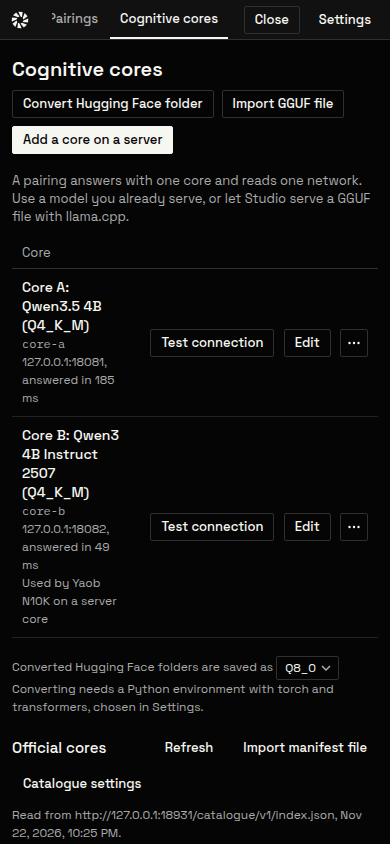 Pairings Cognitive cores Close Settings
Cognitive cores
Convert Hugging Face folder Import GGUF file
Add a core on a server
A pairing answers with one core and reads one network.
Use a model you already serve, or let Studio serve a GGUF
file with llama.cpp.
Core
Core A:
Qwen3.5 4B
(Q4_K_M)
core-a
127.0.0.1:18081,
answered in 185
ms
Test connection Edit ...
Core B: Qwen3
4B Instruct
2507
(Q4_K_M)
core-b
127.0.0.1:18082,
answered in 49
ms
Used by Yaob
N10K on a server
core
Test connection Edit ...
Converted Hugging Face folders are saved as Q8_0
Converting needs a Python environment with torch and
transformers, chosen in Settings.
Official cores Refresh Import manifest file
Catalogue settings
Read from http://127.0.0.1:18931/catalogue/v1/index.json, Nov
22, 2026, 10:25 PM.